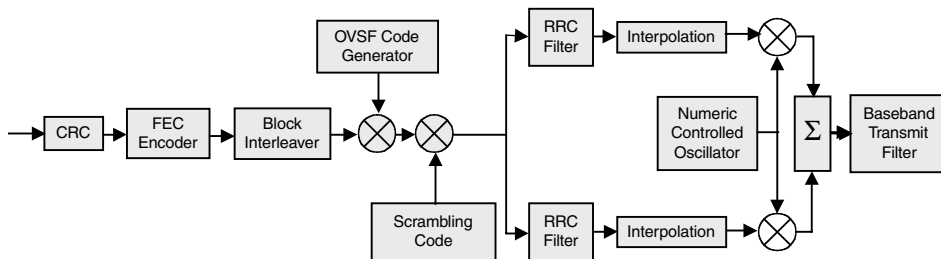 OVSF Code
Generator
RRC
Filter
Interpolation
CRC
FEC
Encoder
Block
Interleaver
Numeric
Controlled
Oscillator
Σ
Baseband
Transmit
Filter
Scrambling
Code
RRC
Filter
Interpolation